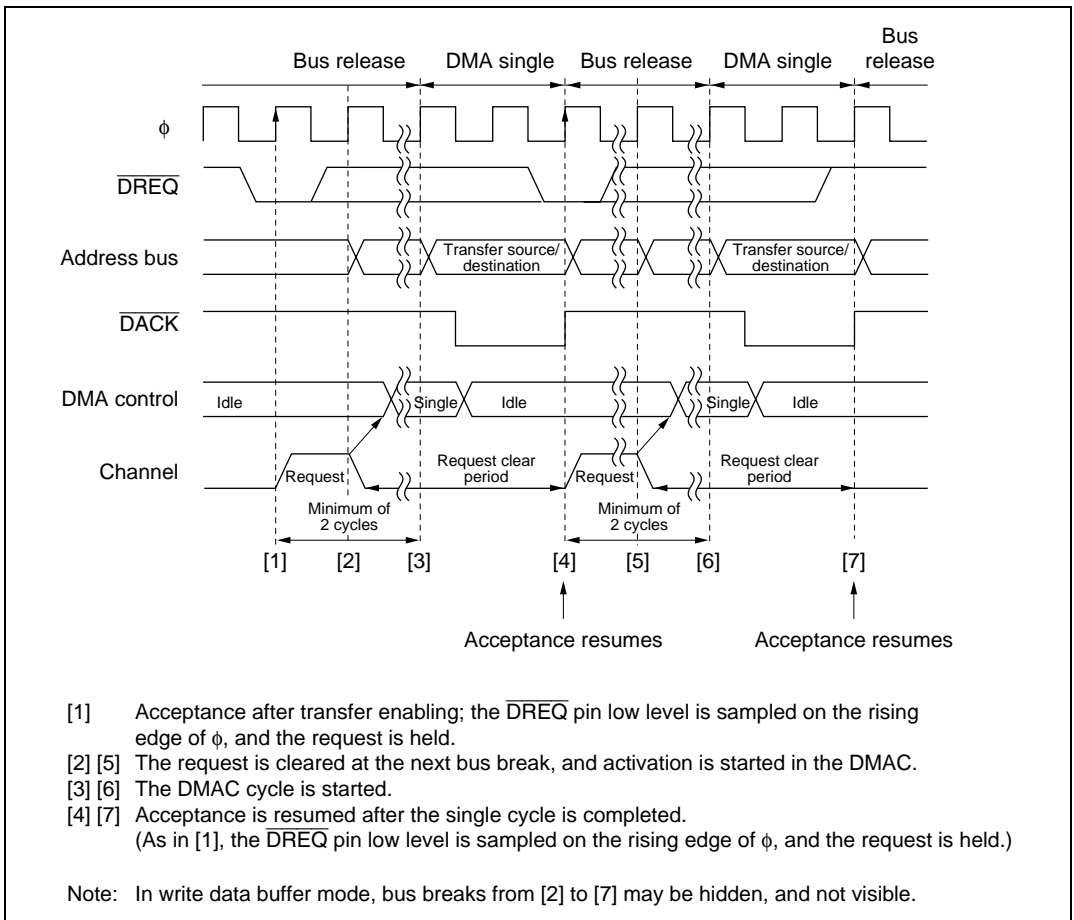 Bus release DMA single Bus release DMA single Bus release
φ
DREQ
Address bus Transfer source/ destination Transfer source/ destination
DACK
DMA control Idle Single Idle Single Idle
Channel Request Request clear period Request Request clear period
Minimum of 2 cycles Minimum of 2 cycles
[1] [2] [3] [4] [5] [6] [7]
Acceptance resumes Acceptance resumes
[1] Acceptance after transfer enabling; the DREQ pin low level is sampled on the rising
edge of φ, and the request is held.
[2] [5] The request is cleared at the next bus break, and activation is started in the DMAC.
[3] [6] The DMAC cycle is started.
[4] [7] Acceptance is resumed after the single cycle is completed.
(As in [1], the DREQ pin low level is sampled on the rising edge of φ, and the request is held.)
Note: In write data buffer mode, bus breaks from [2] to [7] may be hidden, and not visible.